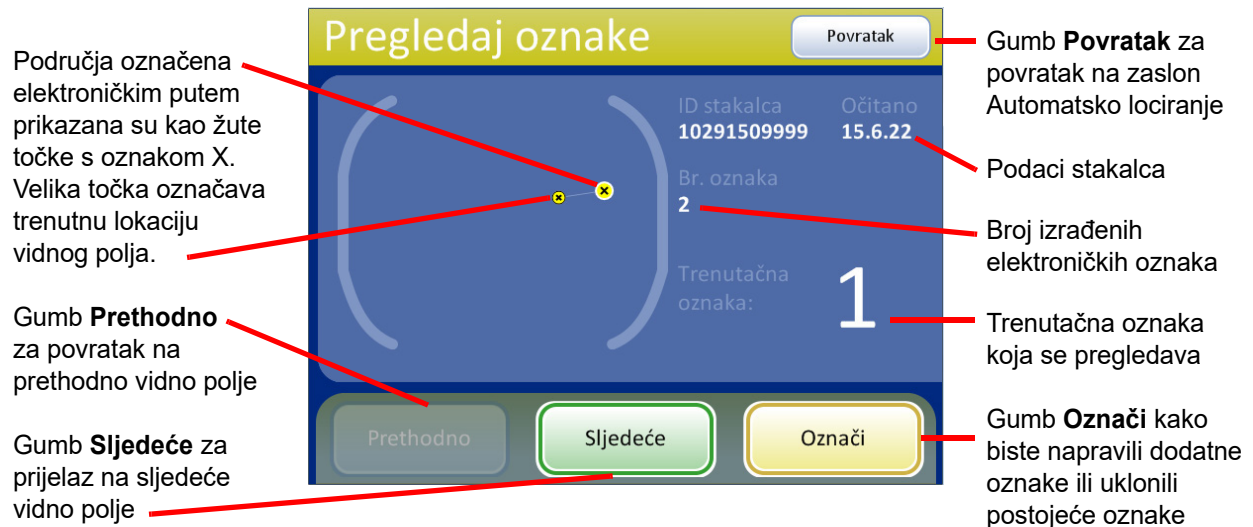 Pregledaj oznake
Povratak
ID stakalca
10291509999
Očitano
15.6.22
Br. oznaka
2
Trenutačna
oznaka:
1
Prethodno
Sljedeće
Označi
Područja označena
elektroničkim putem
prikazana su kao žute
točke s oznakom X.
Velika točka označava
trenutnu lokaciju
vidnog polja.
Gumb Prethodno
za povratak na
prethodno vidno polje
Gumb Sljedeće za
prijelaz na sljedeće
vidno polje
Gumb Povratak za
povratak na zaslon
Automatsko lociranje
Podaci stakalca
Broj izrađenih
elektroničkih oznaka
Trenutačna oznaka
koja se pregledava
Gumb Označi kako
biste napravili dodatne
oznake ili uklonili
postojeće oznake